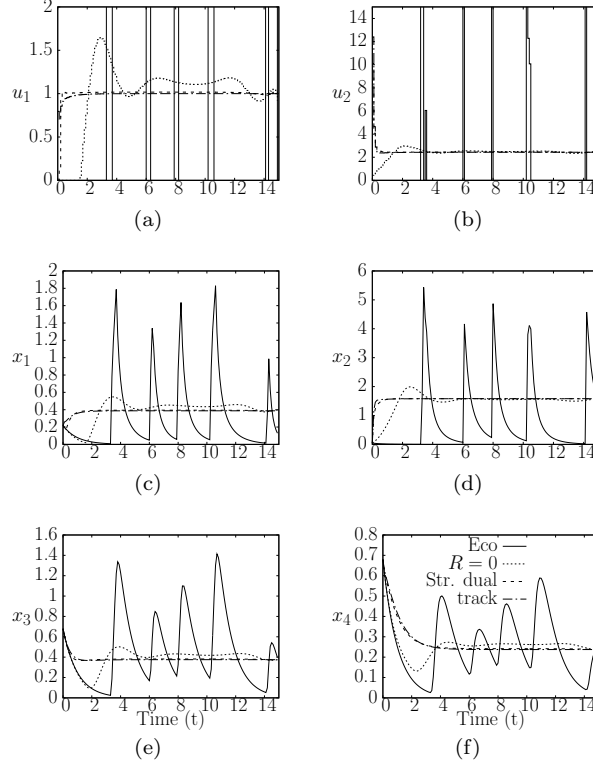 2
1.5
u1
1
0.5
0
0 2 4 6 8 10 12 14
(a)
14
12
10
u2
8
6
4
2
0
0 2 4 6 8 10 12 14
(b)
2
1.8
1.6
1.4
1.2
x1
1
0.8
0.6
0.4
0.2
0
0 2 4 6 8 10 12 14
(c)
6
5
4
x2
3
2
1
0
0 2 4 6 8 10 12 14
(d)
1.6
1.4
1.2
1
x3
0.8
0.6
0.4
0.2
0
0 2 4 6 8 10 12 14
Time (t)
(e)
0.8
0.7
0.6
0.5
x4
0.4
0.3
0.2
0.1
0
Eco
R = 0
Str. dual
track
0 2 4 6 8 10 12 14
Time (t)
(f)